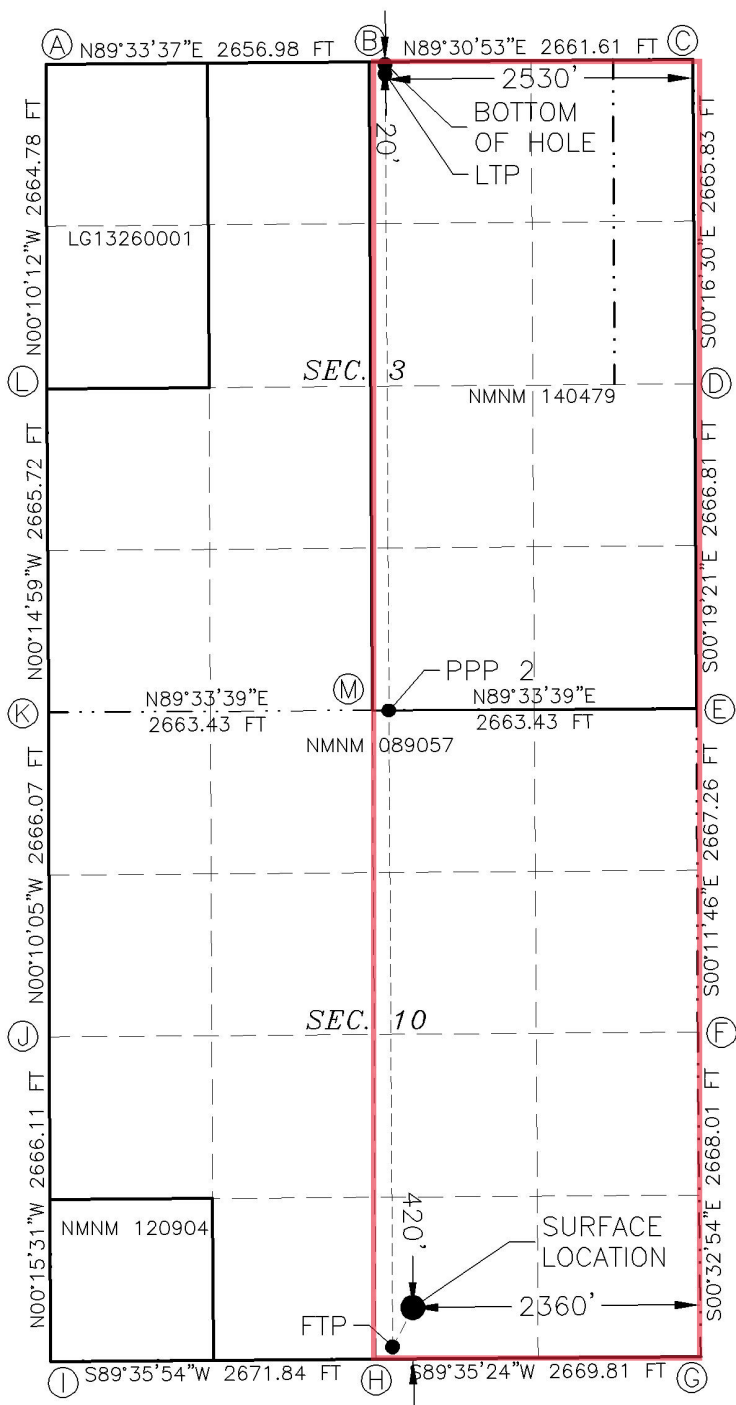 A
N89°33'37"E 2656.98 FT
B
N89°30'53"E 2661.61 FT
C
2530'
BOTTOM
OF HOLE
LTP
20'
N00°10'12"W 2664.78 FT
S00°16'30"E 2665.83 FT
LG13260001
SEC. 3
L
D
NMNM 140479
N00°14'59"W 2665.72 FT
S00°19'21"E 2666.81 FT
PPP 2
M
N89°33'39"E
N89°33'39"E
K
E
2663.43 FT
2663.43 FT
NMNM 089057
N00°10'05"W 2666.07 FT
S00°11'46"E 2667.26 FT
SEC. 10
J
F
N00°15'31"W 2666.11 FT
S00°32'54"E 2668.01 FT
NMNM 120904
420'
SURFACE
LOCATION
2360'
FTP
I
S89°35'54"W 2671.84 FT
H
S89°35'24"W 2669.81 FT
G